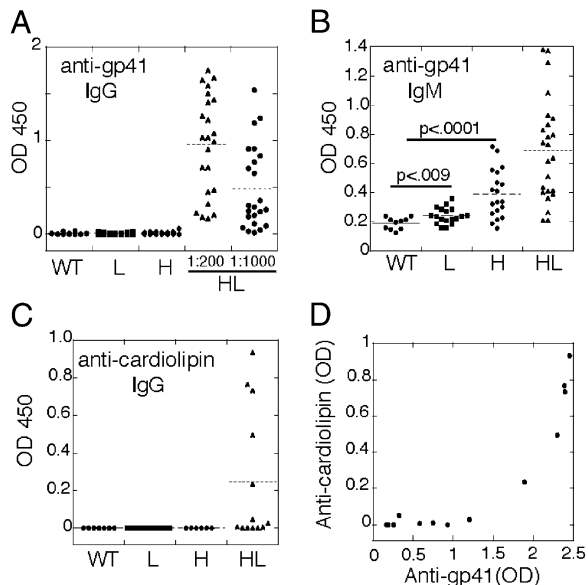 A
anti-gp41
IgG
OD 450
2
1
0
WT L H 1:200 1:1000
HL
B
anti-gp41
IgM
OD 450
1.4
1.2
1.0
0.8
0.6
0.4
0.2
0
p<.0001
p<.009
WT L H HL
C
anti-cardiolipin
IgG
OD 450
1.0
0.8
0.6
0.4
0.2
0
WT L H HL
D
Anti-cardiolipin (OD)
1
0.8
0.6
0.4
0.2
0
0 0.5 1 1.5 2 2.5
Anti-gp41(OD)